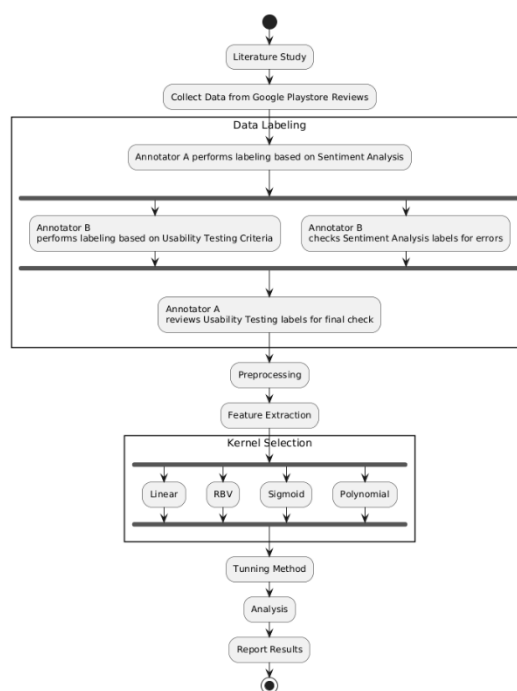 Literature Study
Collect Data from Google Playstore Reviews
Data Labeling
Annotator A performs labeling based on Sentiment Analysis
Annotator B
performs labeling based on Usability Testing Criteria
Annotator B
checks Sentiment Analysis labels for errors
Annotator A
reviews Usability Testing labels for final check
Preprocessing
Feature Extraction
Kernel Selection
Linear
RBV
Sigmoid
Polynomial
Tunning Method
Analysis
Report Results